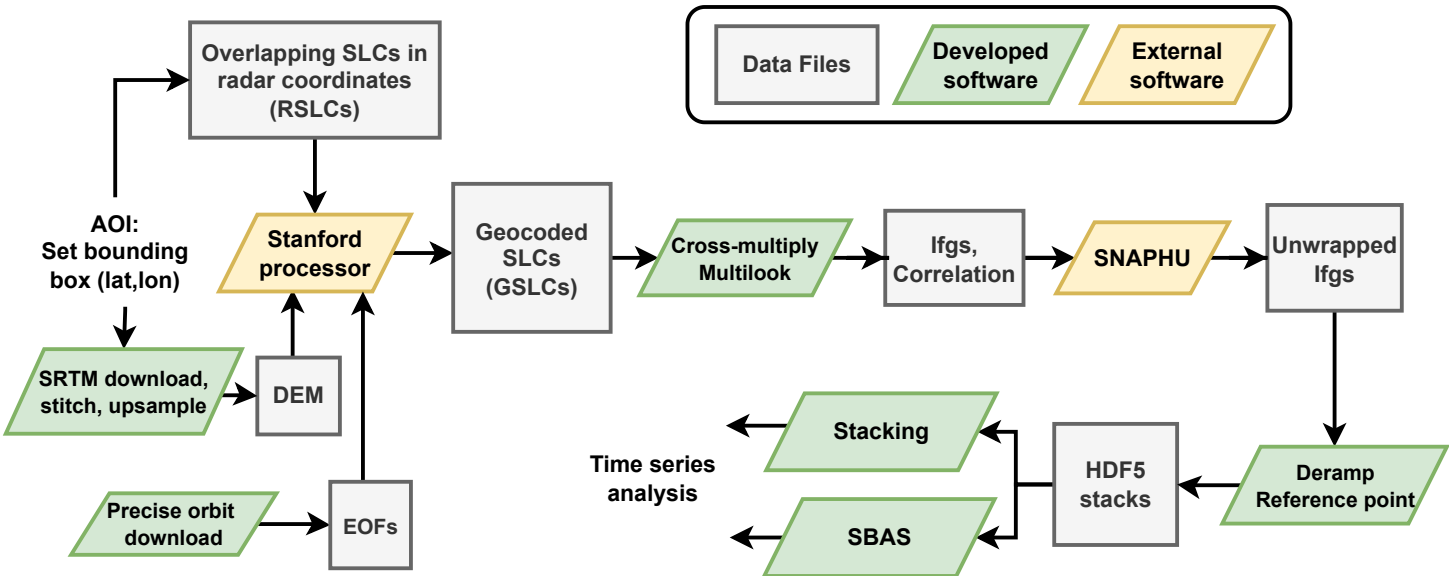 Overlapping SLCs in
radar coordinates
(RSLCs)
Data Files
Developed
software
External
software
AOI:
Set bounding
box (lat,lon)
Stanford
processor
Geocoded
SLCs
(GSLCs)
Cross-multiply
Multilook
Ifgs,
Correlation
SNAPHU
Unwrapped
Ifgs
SRTM download,
stitch, upsample
DEM
Precise orbit
download
EOFs
Time series
analysis
Stacking
SBAS
HDF5
stacks
Deramp
Reference point